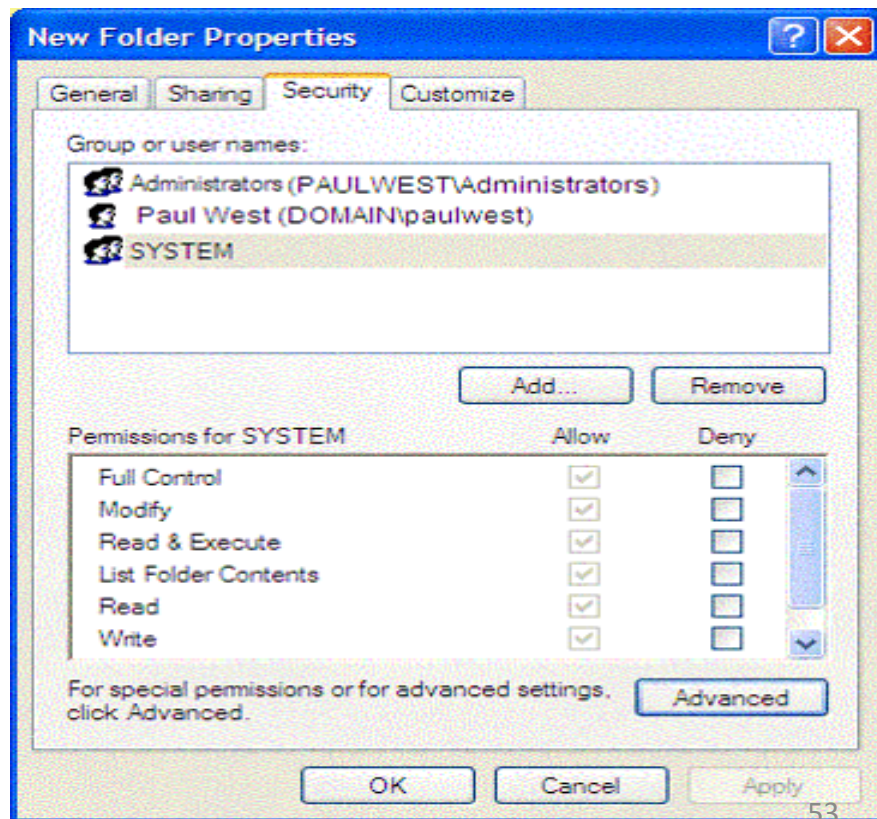 New Folder Properties
?
General Sharing Security Customize
Group or user names:
Administrators (PAULWEST\Administrators)
Paul West (DOMAIN\paulwest)
SYSTEM
Add... Remove
Permissions for SYSTEM Allow Deny
Full Control
Modify
Read & Execute
List Folder Contents
Read
Write
For special permissions or for advanced settings,
click Advanced.
Advanced
OK Cancel Apply
53